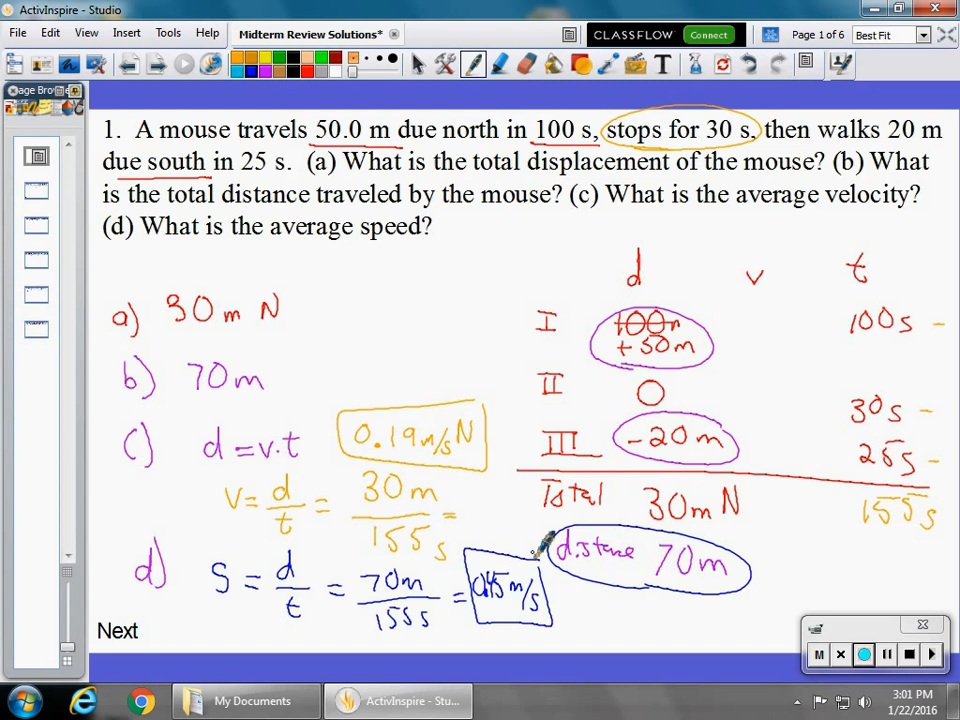 ActivInspire - Studio
File Edit View Insert Tools Help
Midterm Review Solutions*
CLASSFLOW Connect
Page 1 of 6
Best Fit
age Brow
1. A mouse travels 50.0 m due north in 100 s, stops for 30 s, then walks 20 m
due south in 25 s. (a) What is the total displacement of the mouse? (b) What
is the total distance traveled by the mouse? (c) What is the average velocity?
(d) What is the average speed?
d v t
I 100m 100s
+50m
II 0 30s
III -20m 25s
Total 30m N 155s
distance 70m
a) 30m N
b) 70m
c) d = v·t 0.19m/s N
v = d/t = 30m/155s =
d) S = d/t = 70m/155s = 0.45m/s
Next
M
My Documents
ActivInspire - Stu...
3:01 PM
1/22/2016